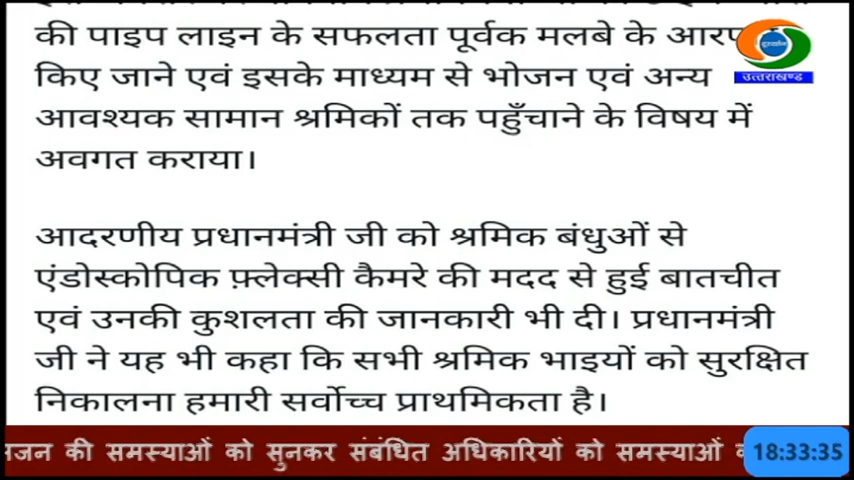 की पाइप लाइन के सफलता पूर्वक मलबे के
किए जाने एवं इसके माध्यम से भोजन एवं अन्य
आवश्यक सामान श्रमिकों तक पहुँचाने के विषय में
अवगत कराया।
आदरणीय प्रधानमंत्री जी को श्रमिक बंधुओं से
एंडोस्कोपिक फ़्लेक्सी कैमरे की मदद से हुई बातचीत
एवं उनकी कुशलता की जानकारी भी दी। प्रधानमंत्री
जी ने यह भी कहा कि सभी श्रमिक भाइयों को सुरक्षित
निकालना हमारी सर्वोच्च प्राथमिकता है।
दूरदर्शन
उत्तराखण्ड
की समस्याओं को सुनकर संबंधित अधिकारियों को समस्याओं
18:33:35